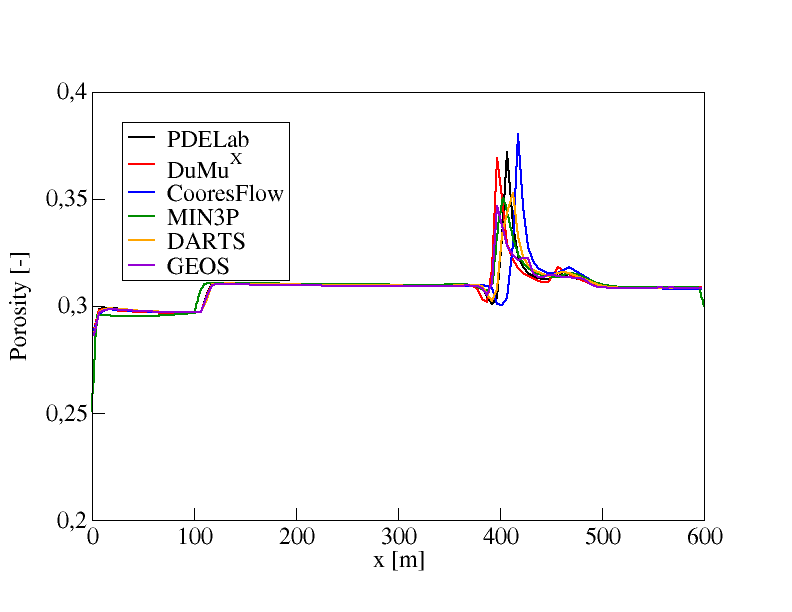 0,4
0,35
0,3
0,25
0,2
Porosity [-]
PDELab
DuMuX
CooresFlow
MIN3P
DARTS
GEOS
0 100 200 300 400 500 600
x [m]